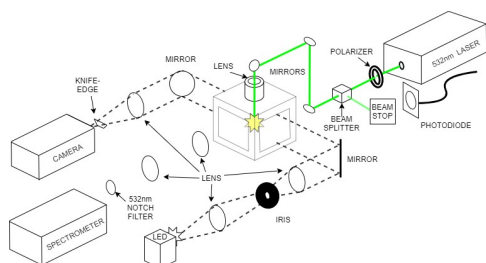 POLARIZER
532nm LASER
MIRROR
LENS
MIRRORS
KNIFE-
EDGE
BEAM
SPLITTER
BEAM
STOP
PHOTODIODE
CAMERA
MIRROR
LENS
532nm
NOTCH
FILTER
IRIS
SPECTROMETER
LED